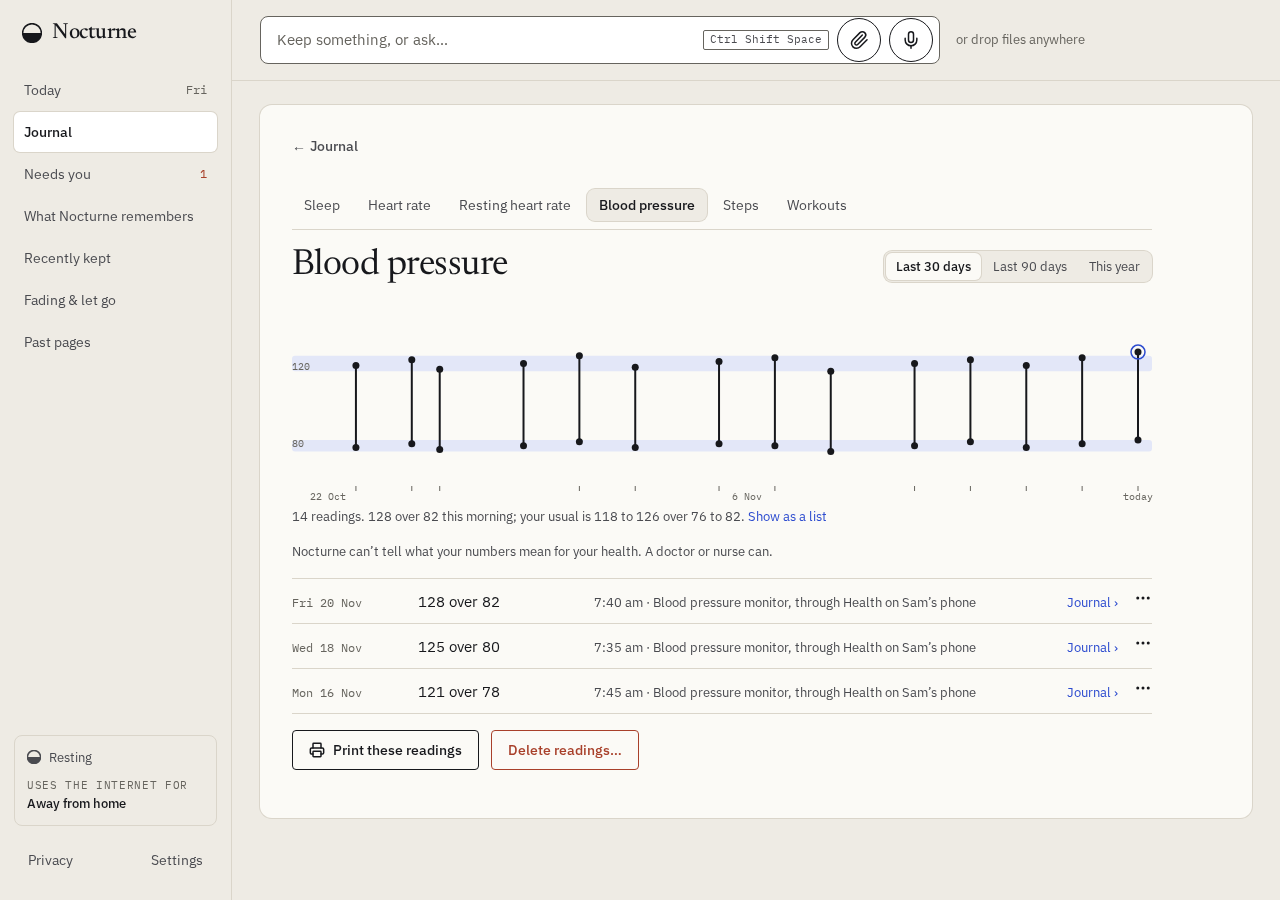 Nocturne
Keep something, or ask...
Ctrl Shift Space
or drop files anywhere
Today
Fri
Journal
Needs you
1
What Nocturne remembers
Recently kept
Fading & let go
Past pages
Resting
USES THE INTERNET FOR
Away from home
Privacy
Settings
← Journal
Sleep
Heart rate
Resting heart rate
Blood pressure
Steps
Workouts
Blood pressure
Last 30 days
Last 90 days
This year
120
80
22 Oct
6 Nov
today
14 readings. 128 over 82 this morning; your usual is 118 to 126 over 76 to 82. Show as a list
Nocturne can’t tell what your numbers mean for your health. A doctor or nurse can.
Fri 20 Nov
128 over 82
7:40 am · Blood pressure monitor, through Health on Sam’s phone
Journal ›
Wed 18 Nov
125 over 80
7:35 am · Blood pressure monitor, through Health on Sam’s phone
Journal ›
Mon 16 Nov
121 over 78
7:45 am · Blood pressure monitor, through Health on Sam’s phone
Journal ›
Print these readings
Delete readings...